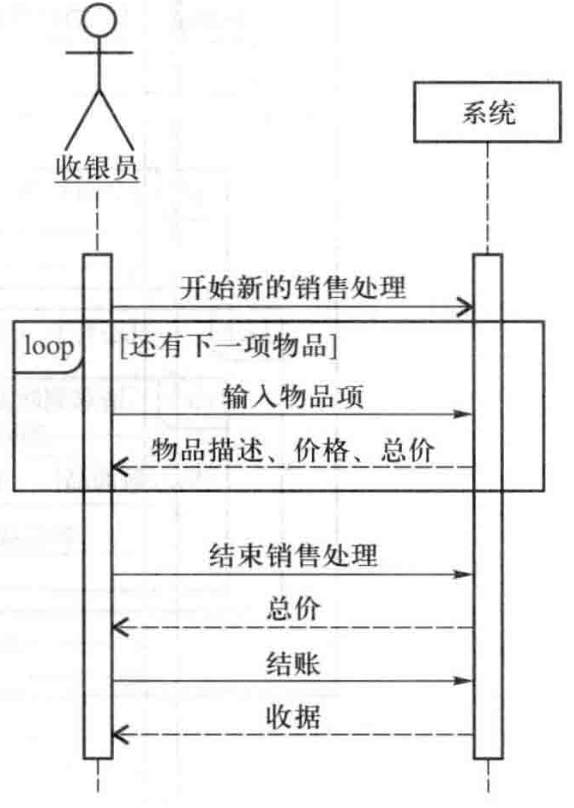 系统
收银员
开始新的销售处理
loop
[还有下一项物品]
输入物品项
物品描述、价格、总价
结束销售处理
总价
结账
收据